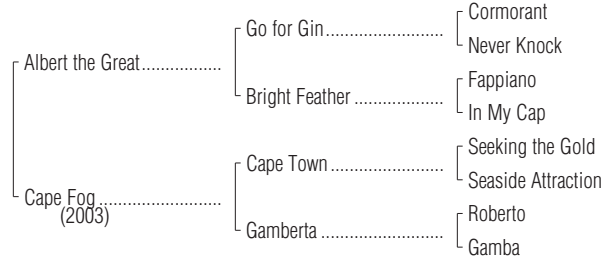 Cormorant
Go for Gin
Never Knock
Albert the Great
Fappiano
Bright Feather
In My Cap
Seeking the Gold
Cape Town
Seaside Attraction
Cape Fog
(2003)
Roberto
Gamberta
Gamba